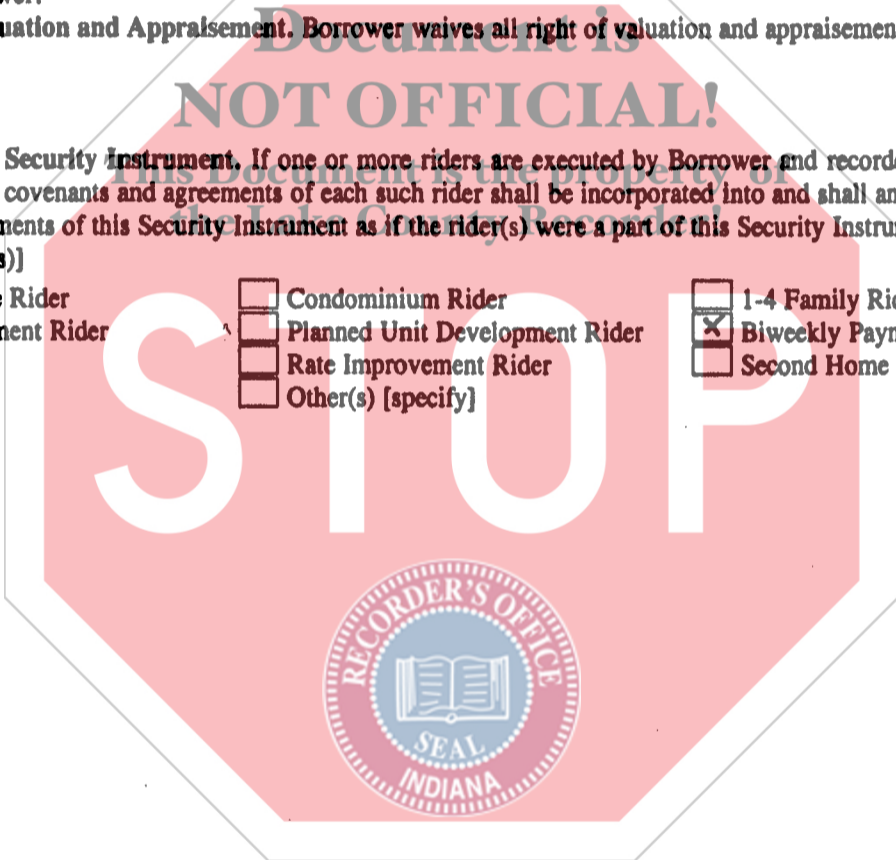 wer.
uation and Appraisement. Borrower waives all right of valuation and appraisemen
Document is
NOT OFFICIAL!
Security Instrument. If one or more riders are executed by Borrower and record
This Document is the property of
covenants and agreements of each such rider shall be incorporated into and shall a
the Lake County Recorder!
nents of this Security Instrument as if the rider(s) were a part of this Security Instru
s)]
Rider Condominium Rider 1-4 Family Ri
ment Rider Planned Unit Development Rider Biweekly Payn
Rate Improvement Rider Second Home
Other(s) [specify]
STOP
RECORDER'S OFFICE
SEAL
INDIANA